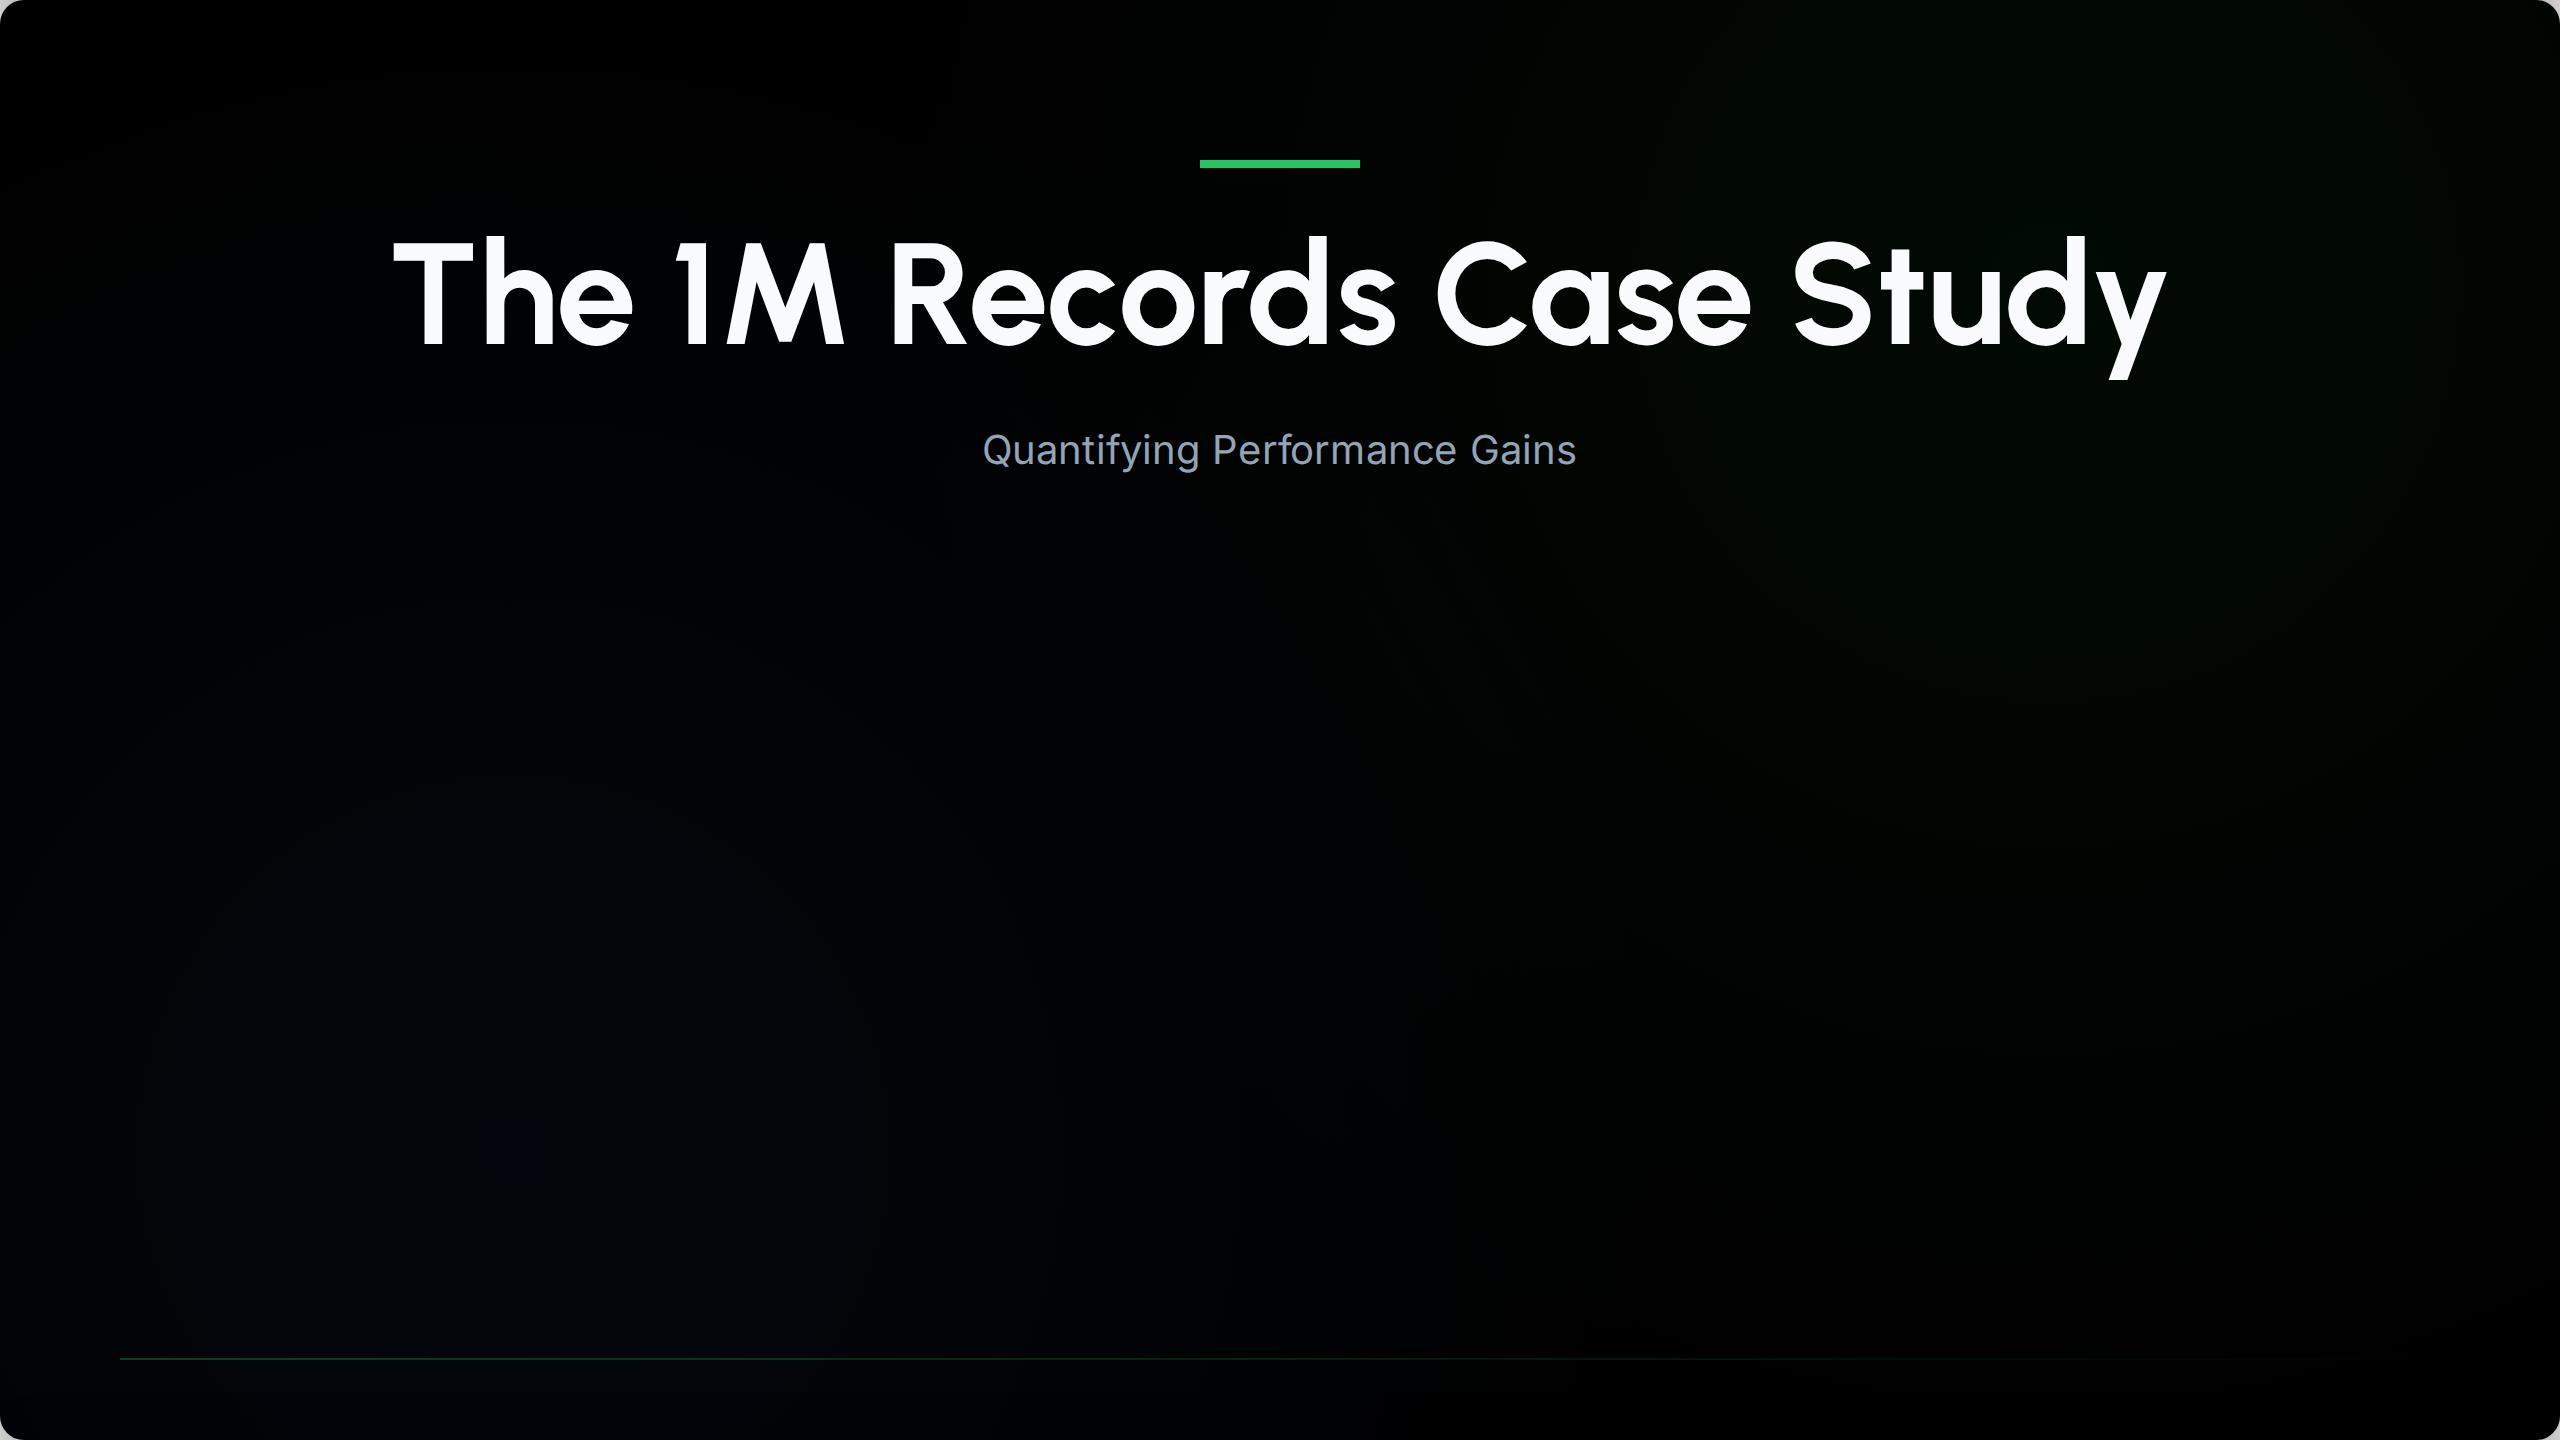 The 1M Records Case Study
Quantifying Performance Gains